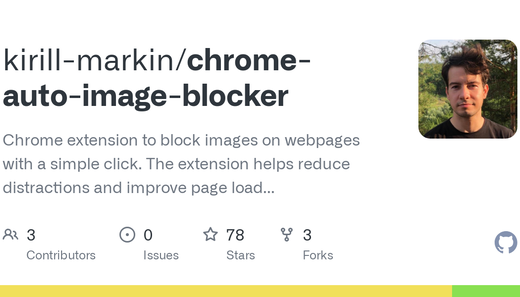 kirill-markin/chrome-
auto-image-blocker
Chrome extension to block images on webpages
with a simple click. The extension helps reduce
distractions and improve page load...
3 0 78 3
Contributors Issues Stars Forks